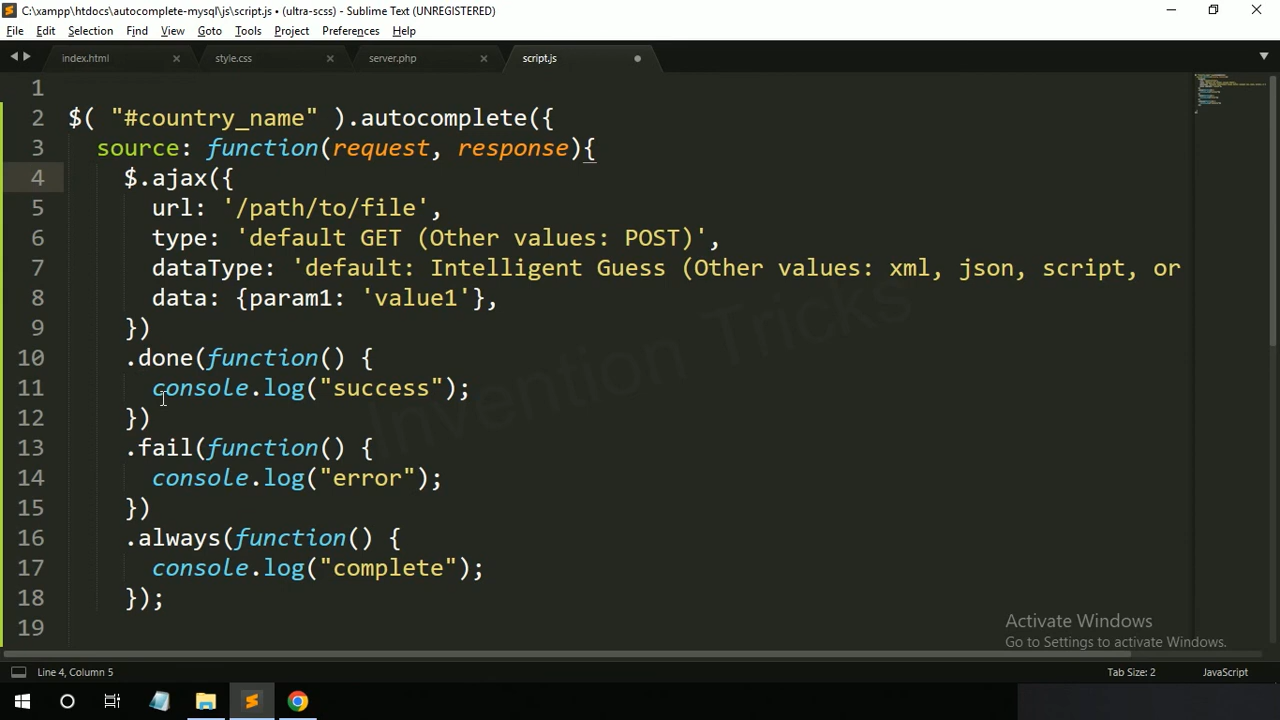 C:\xampp\htdocs\autocomplete-mysql\js\script.js • (ultra-scss) - Sublime Text (UNREGISTERED)
File Edit Selection Find View Goto Tools Project Preferences Help
index.html style.css server.php script.js
1
2 $( "#country_name" ).autocomplete({
3 source: function(request, response){
4 $.ajax({
5 url: '/path/to/file',
6 type: 'default GET (Other values: POST)',
7 dataType: 'default: Intelligent Guess (Other values: xml, json, script, or
8 data: {param1: 'value1'},
9 })
10 .done(function() {
11 console.log("success");
12 })
13 .fail(function() {
14 console.log("error");
15 })
16 .always(function() {
17 console.log("complete");
18 });
19
Invention Tricks
Activate Windows
Go to Settings to activate Windows.
Line 4, Column 5 Tab Size: 2 JavaScript